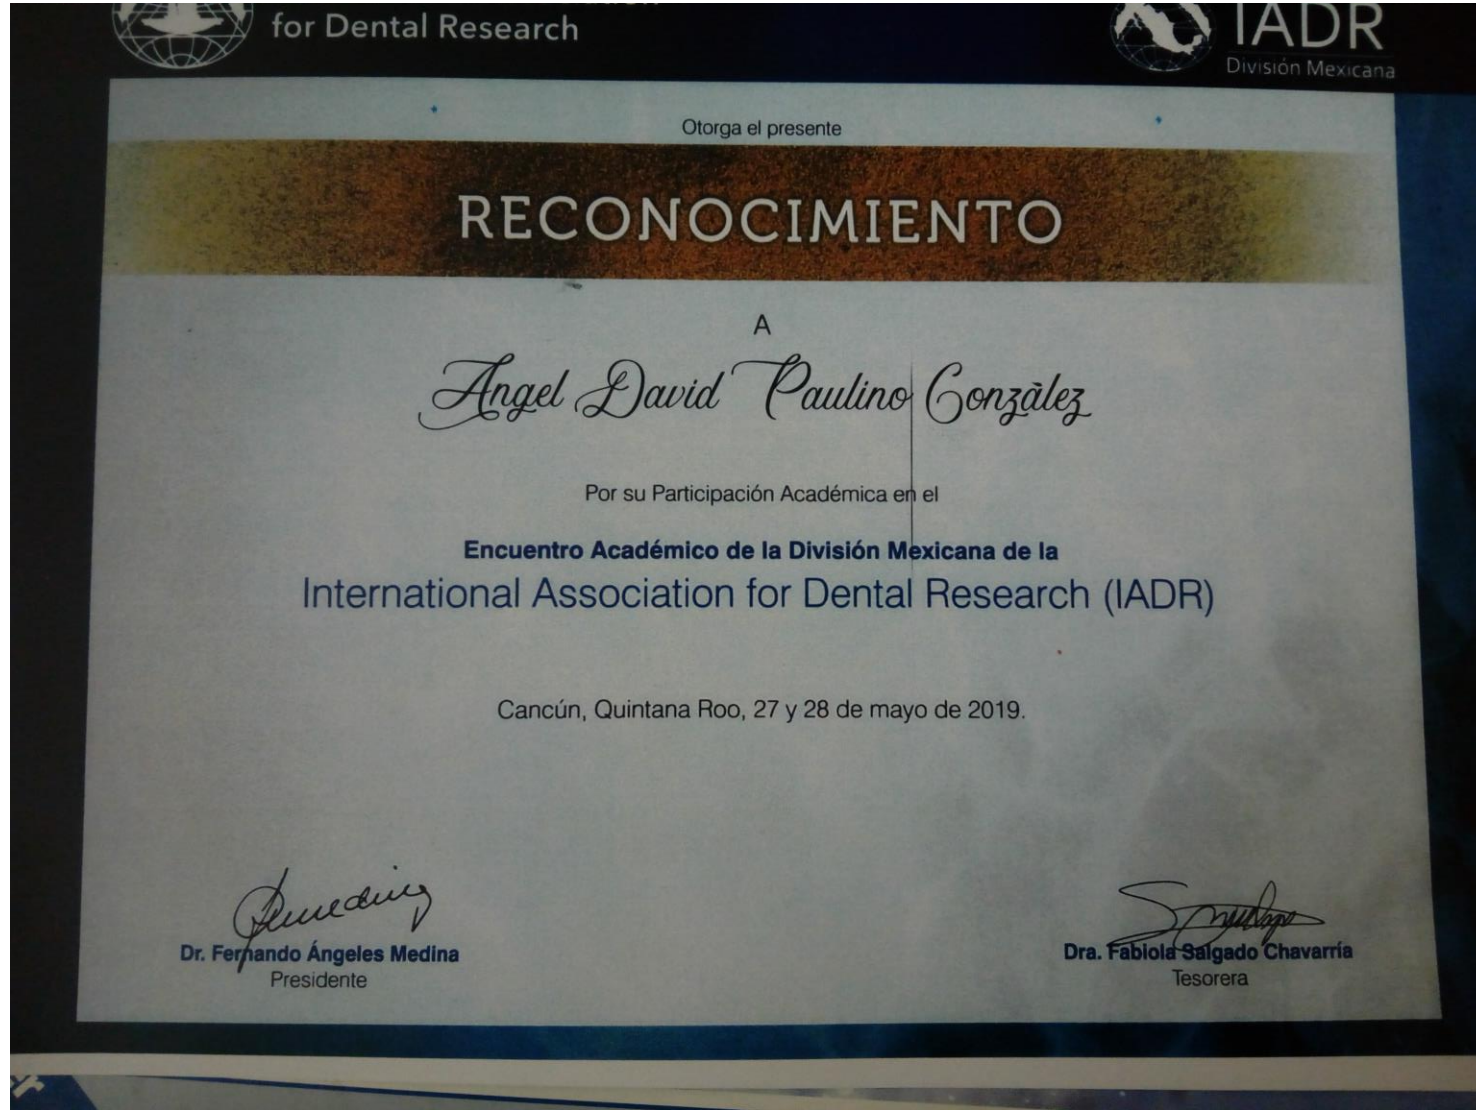 for Dental Research
IADR
División Mexicana
Otorga el presente
RECONOCIMIENTO
A
Ángel David Paulino Gonzàlez
Por su Participación Académica en el
Encuentro Académico de la División Mexicana de la
International Association for Dental Research (IADR)
Cancún, Quintana Roo, 27 y 28 de mayo de 2019.
Dr. Fernando Ángeles Medina
Presidente
Dra. Fabiola Salgado Chavarría
Tesorera